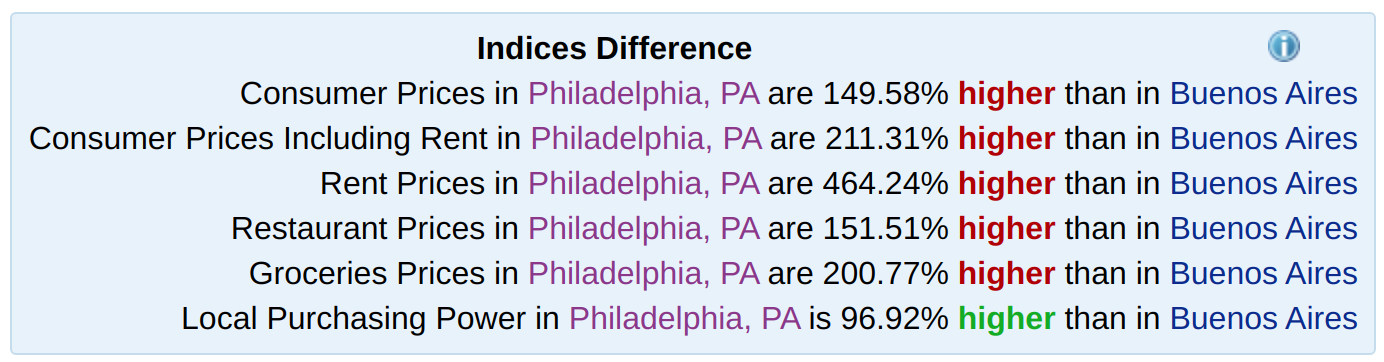 Indices Difference
Consumer Prices in Philadelphia, PA are 149.58% higher than in Buenos Aires
Consumer Prices Including Rent in Philadelphia, PA are 211.31% higher than in Buenos Aires
Rent Prices in Philadelphia, PA are 464.24% higher than in Buenos Aires
Restaurant Prices in Philadelphia, PA are 151.51% higher than in Buenos Aires
Groceries Prices in Philadelphia, PA are 200.77% higher than in Buenos Aires
Local Purchasing Power in Philadelphia, PA is 96.92% higher than in Buenos Aires